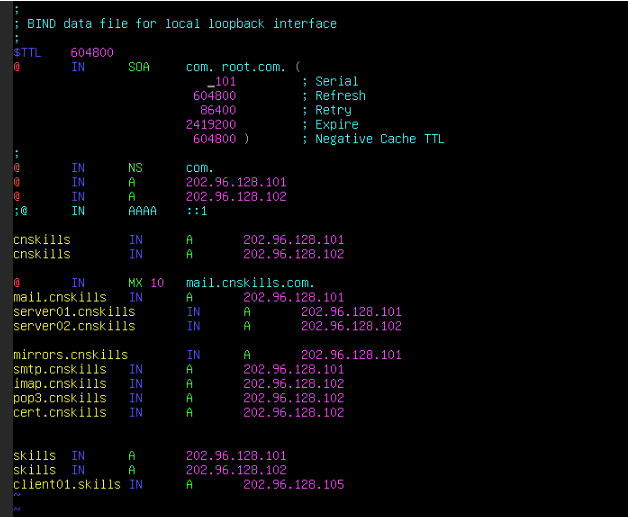 ;
; BIND data file for local loopback interface
;
$TTL 604800
@ IN SOA com. root.com. (
101 ; Serial
604800 ; Refresh
86400 ; Retry
2419200 ; Expire
604800 ) ; Negative Cache TTL
;
@ IN NS com.
@ IN A 202.96.128.101
@ IN A 202.96.128.102
;@ IN AAAA ::1
cnskills IN A 202.96.128.101
cnskills IN A 202.96.128.102
@ IN MX 10 mail.cnskills.com.
mail.cnskills IN A 202.96.128.101
server01.cnskills IN A 202.96.128.101
server02.cnskills IN A 202.96.128.102
mirrors.cnskills IN A 202.96.128.101
smtp.cnskills IN A 202.96.128.101
imap.cnskills IN A 202.96.128.102
pop3.cnskills IN A 202.96.128.102
cert.cnskills IN A 202.96.128.102
skills IN A 202.96.128.101
skills IN A 202.96.128.102
client01.skills IN A 202.96.128.105
~
~